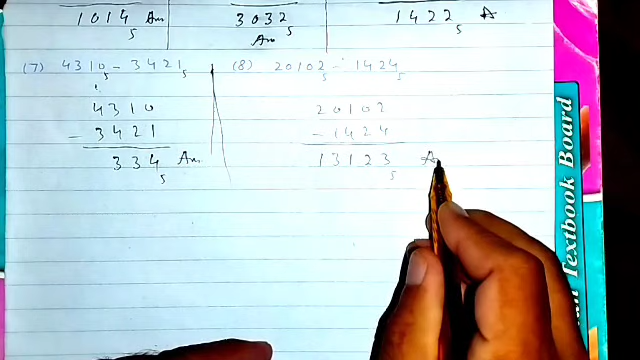 1014₅ Ans
3032₅
Ans
1422₅ A
(7) 4310₅ - 3421₅
4310
- 3421
334₅ Ans
(8) 20102₅ - 1424₅
20102
- 1424
13123₅ A
Textbook Board